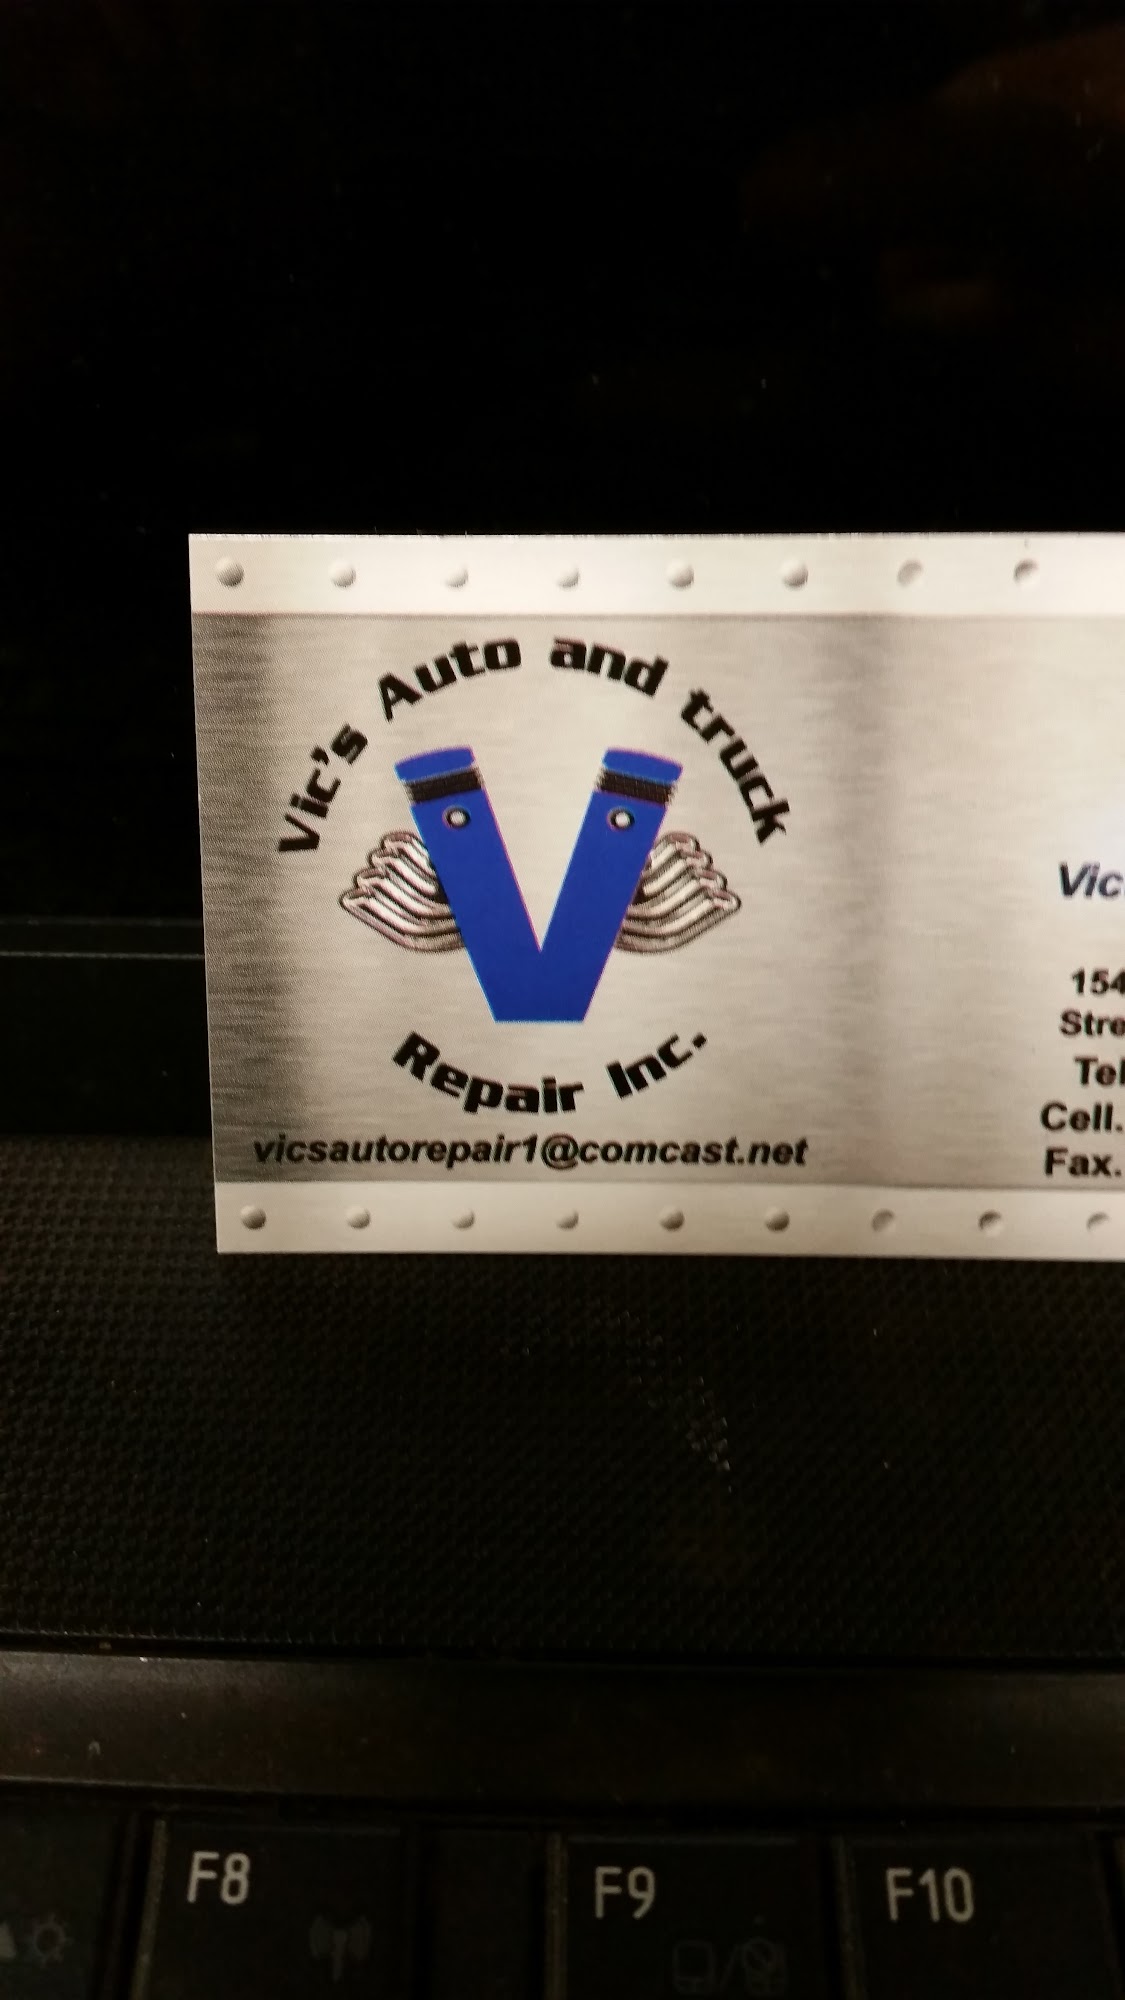 Vic's Auto and truck
V
Repair Inc.
vicsautorepair1@comcast.net
Vic
154
Stre
Tel
Cell.
Fax.
F8
F9
F10